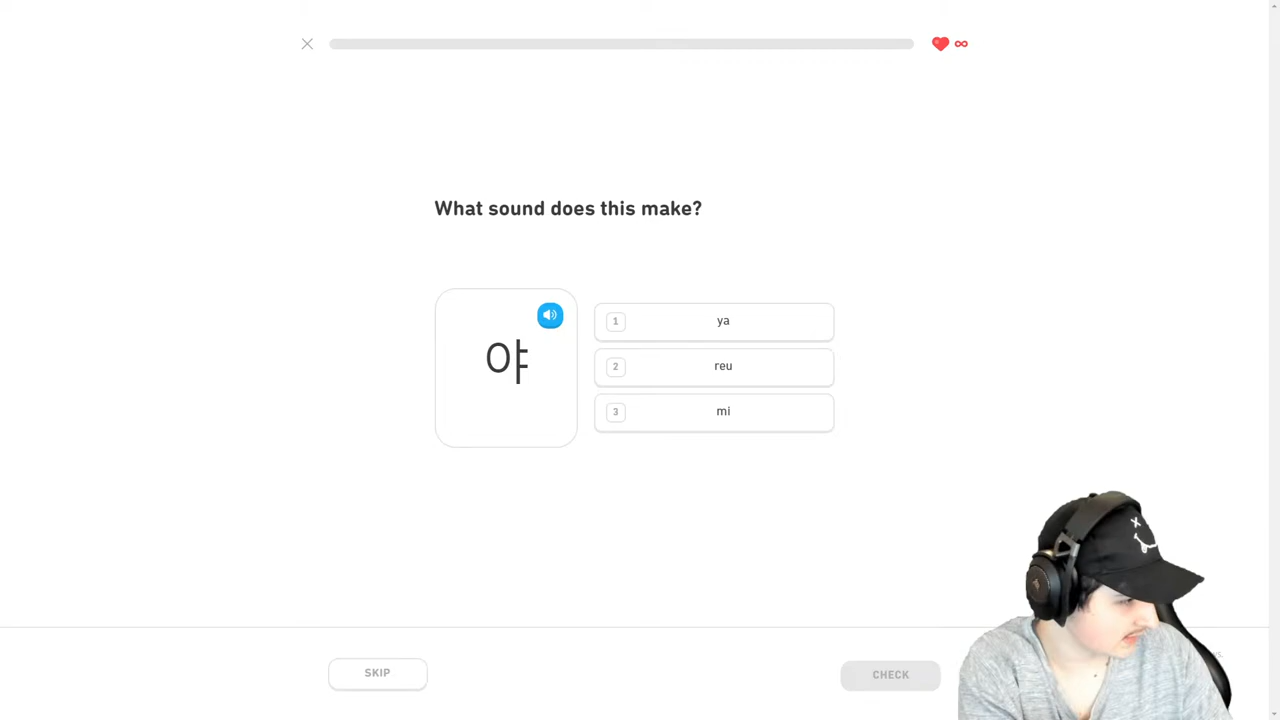 ∞
What sound does this make?
야
1 ya
2 reu
3 mi
SKIP
CHECK